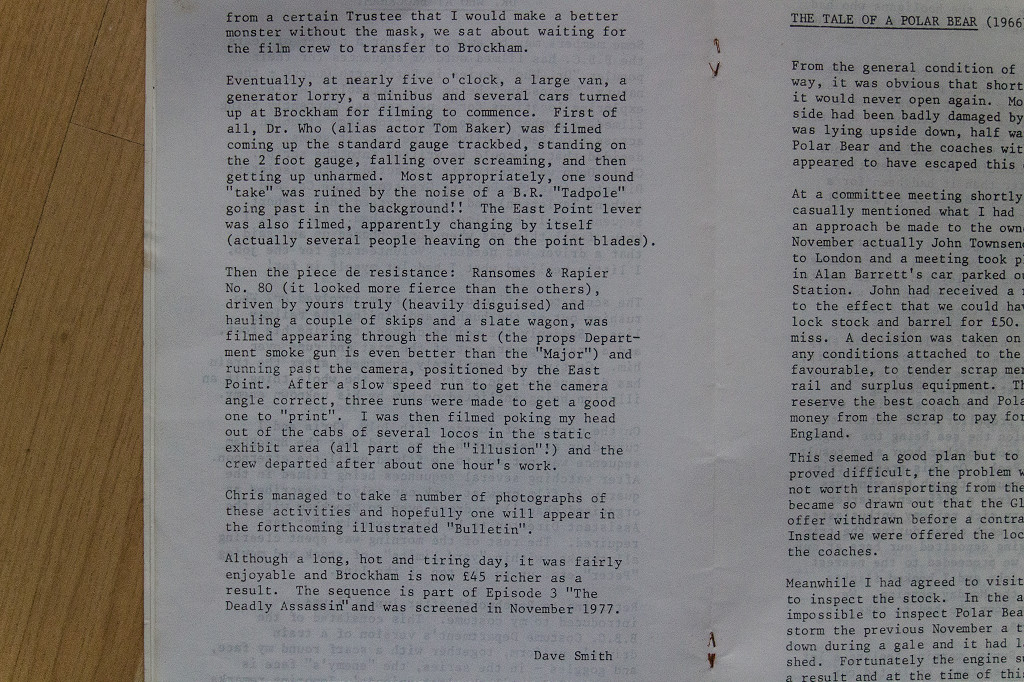 from a certain Trustee that I would make a better
monster without the mask, we sat about waiting for
the film crew to transfer to Brockham.
Eventually, at nearly five o'clock, a large van, a
generator lorry, a minibus and several cars turned
up at Brockham for filming to commence. First of
all, Dr. Who (alias actor Tom Baker) was filmed
coming up the standard gauge trackbed, standing on
the 2 foot gauge, falling over screaming, and then
getting up unharmed. Most appropriately, one sound
"take" was ruined by the noise of a B.R. "Tadpole"
going past in the background!! The East Point lever
was also filmed, apparently changing by itself
(actually several people heaving on the point blades).
Then the piece de resistance: Ransomes & Rapier
No. 80 (it looked more fierce than the others),
driven by yours truly (heavily disguised) and
hauling a couple of skips and a slate wagon, was
filmed appearing through the mist (the props Depart-
ment smoke gun is even better than the "Major") and
running past the camera, positioned by the East
Point. After a slow speed run to get the camera
angle correct, three runs were made to get a good
one to "print". I was then filmed poking my head
out of the cabs of several locos in the static
exhibit area (all part of the "illusion"!) and the
crew departed after about one hour's work.
Chris managed to take a number of photographs of
these activities and hopefully one will appear in
the forthcoming illustrated "Bulletin".
Although a long, hot and tiring day, it was fairly
enjoyable and Brockham is now £45 richer as a
result. The sequence is part of Episode 3 "The
Deadly Assassin"and was screened in November 1977.
Dave Smith
THE TALE OF A POLAR BEAR (1966
From the general condition of
way, it was obvious that short
it would never open again. Mo
side had been badly damaged by
was lying upside down, half wa
Polar Bear and the coaches wit
appeared to have escaped this
At a committee meeting shortly
casually mentioned what I had
an approach be made to the own
November actually John Townsen
to London and a meeting took p
in Alan Barrett's car parked o
Station. John had received a
to the effect that we could ha
lock stock and barrel for £50.
miss. A decision was taken on
any conditions attached to the
favourable, to tender scrap me
rail and surplus equipment. Th
reserve the best coach and Pola
money from the scrap to pay for
England.
This seemed a good plan but to
proved difficult, the problem w
not worth transporting from the
became so drawn out that the Gl
offer withdrawn before a contra
Instead we were offered the loc
the coaches.
Meanwhile I had agreed to visit
to inspect the stock. In the a
impossible to inspect Polar Bea
storm the previous November a t
down during a gale and it had l
shed. Fortunately the engine su
a result and at the time of this